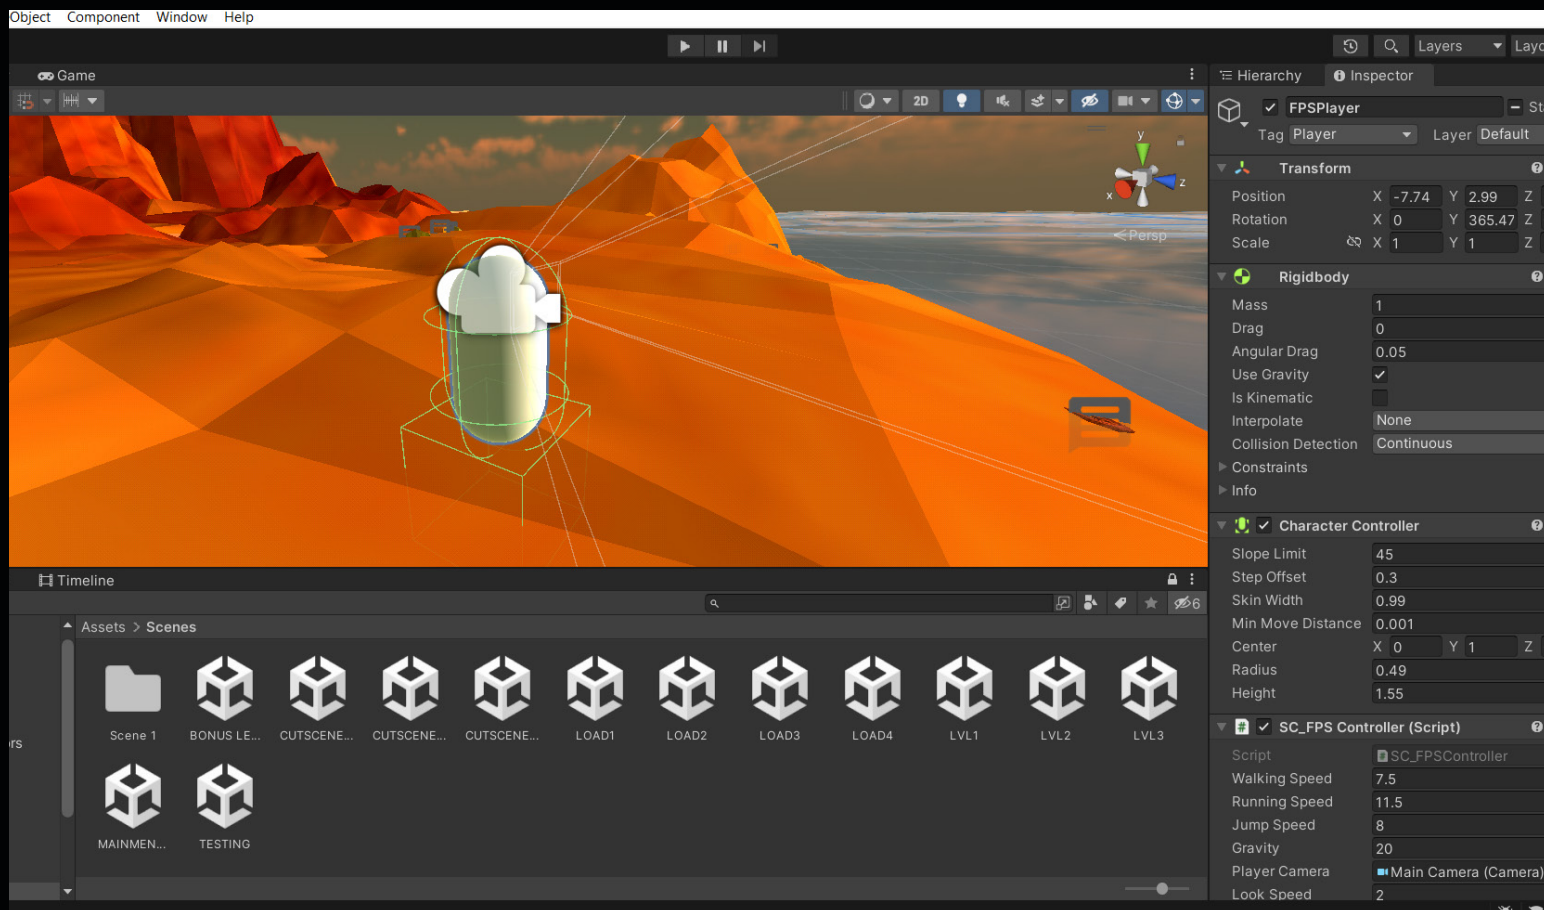 Object Component Window Help
Layers
Game
Hierarchy Inspector
2D
FPSPlayer
Tag Player Layer Default
y
x
z
Persp
Transform
Position X -7.74 Y 2.99 Z
Rotation X 0 Y 365.47 Z
Scale X 1 Y 1 Z
Rigidbody
Mass 1
Drag 0
Angular Drag 0.05
Use Gravity
Is Kinematic
Interpolate None
Collision Detection Continuous
Constraints
Info
Character Controller
Slope Limit 45
Step Offset 0.3
Skin Width 0.99
Min Move Distance 0.001
Center X 0 Y 1 Z
Radius 0.49
Height 1.55
SC_FPS Controller (Script)
Script # SC_FPSController
Walking Speed 7.5
Running Speed 11.5
Jump Speed 8
Gravity 20
Player Camera Main Camera (Camera)
Look Speed 2
Timeline
6
Assets > Scenes
Scene 1 BONUS LE... CUTSCENE... CUTSCENE... CUTSCENE... LOAD1 LOAD2 LOAD3 LOAD4 LVL1 LVL2 LVL3
MAINMEN... TESTING